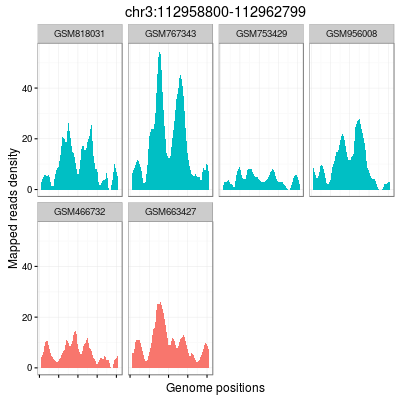 chr3:112958800-112962799
GSM818031 GSM767343 GSM753429 GSM956008
40
20
0
GSM466732 GSM663427
40
20
0
Mapped reads density
Genome positions